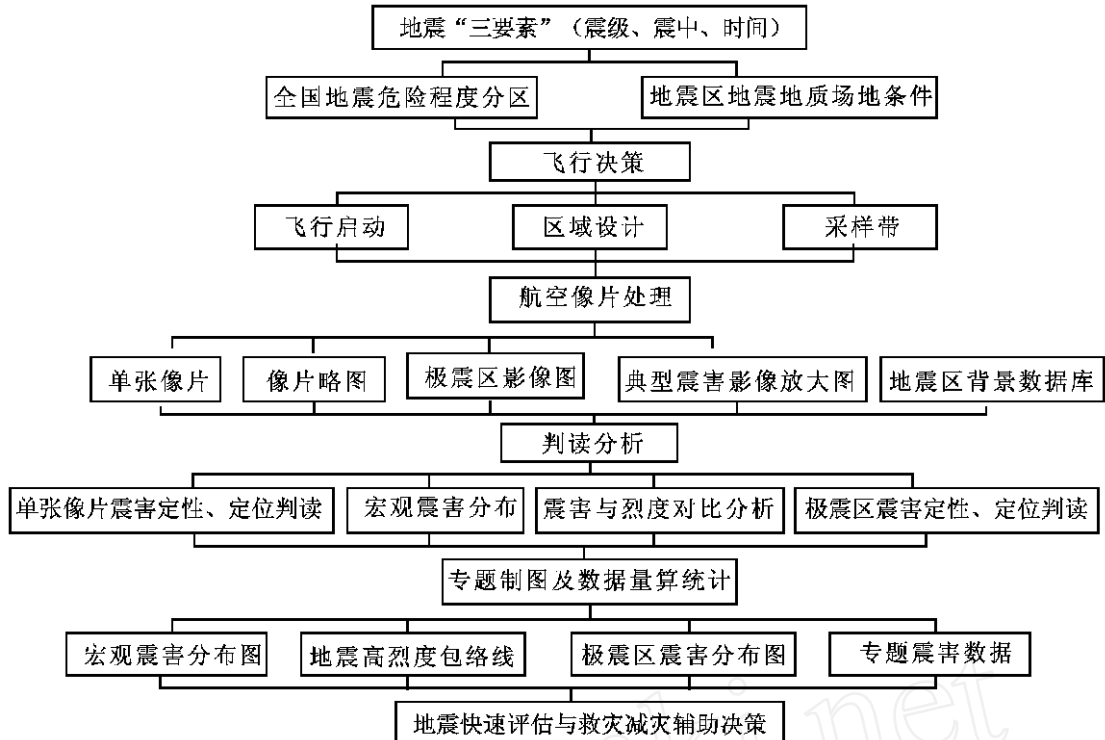 地震“三要素”（震级、震中、时间）
全国地震危险程度分区
地震区地震地质场地条件
飞行决策
飞行启动
区域设计
采样带
航空像片处理
单张像片
像片略图
极震区影像图
典型震害影像放大图
地震区背景数据库
判读分析
单张像片震害定性、定位判读
宏观震害分布
震害与烈度对比分析
极震区震害定性、定位判读
专题制图及数据量算统计
宏观震害分布图
地震高烈度包络线
极震区震害分布图
专题震害数据
地震快速评估与救灾减灾辅助决策